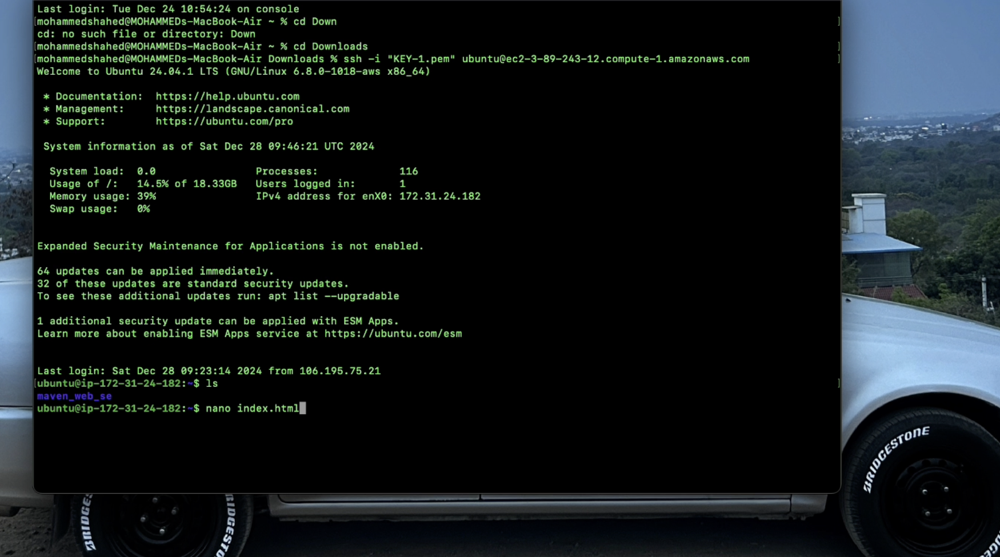 Last login: Tue Dec 24 10:54:24 on console
[mohammedshahed@MOHAMMEDs-MacBook-Air ~ % cd Down ]
cd: no such file or directory: Down
[mohammedshahed@MOHAMMEDs-MacBook-Air ~ % cd Downloads ]
[mohammedshahed@MOHAMMEDs-MacBook-Air Downloads % ssh -i "KEY-1.pem" ubuntu@ec2-3-89-243-12.compute-1.amazonaws.com ]
Welcome to Ubuntu 24.04.1 LTS (GNU/Linux 6.8.0-1018-aws x86_64)
* Documentation: https://help.ubuntu.com
* Management: https://landscape.canonical.com
* Support: https://ubuntu.com/pro
System information as of Sat Dec 28 09:46:21 UTC 2024
System load: 0.0 Processes: 116
Usage of /: 14.5% of 18.33GB Users logged in: 1
Memory usage: 39% IPv4 address for enX0: 172.31.24.182
Swap usage: 0%
Expanded Security Maintenance for Applications is not enabled.
64 updates can be applied immediately.
32 of these updates are standard security updates.
To see these additional updates run: apt list --upgradable
1 additional security update can be applied with ESM Apps.
Learn more about enabling ESM Apps service at https://ubuntu.com/esm
Last login: Sat Dec 28 09:23:14 2024 from 106.195.75.21
[ubuntu@ip-172-31-24-182:~$ ls ]
maven_web_se
ubuntu@ip-172-31-24-182:~$ nano index.html
BRIDGESTONE
BRIDGES
BRIDGESTO
BRIDGES